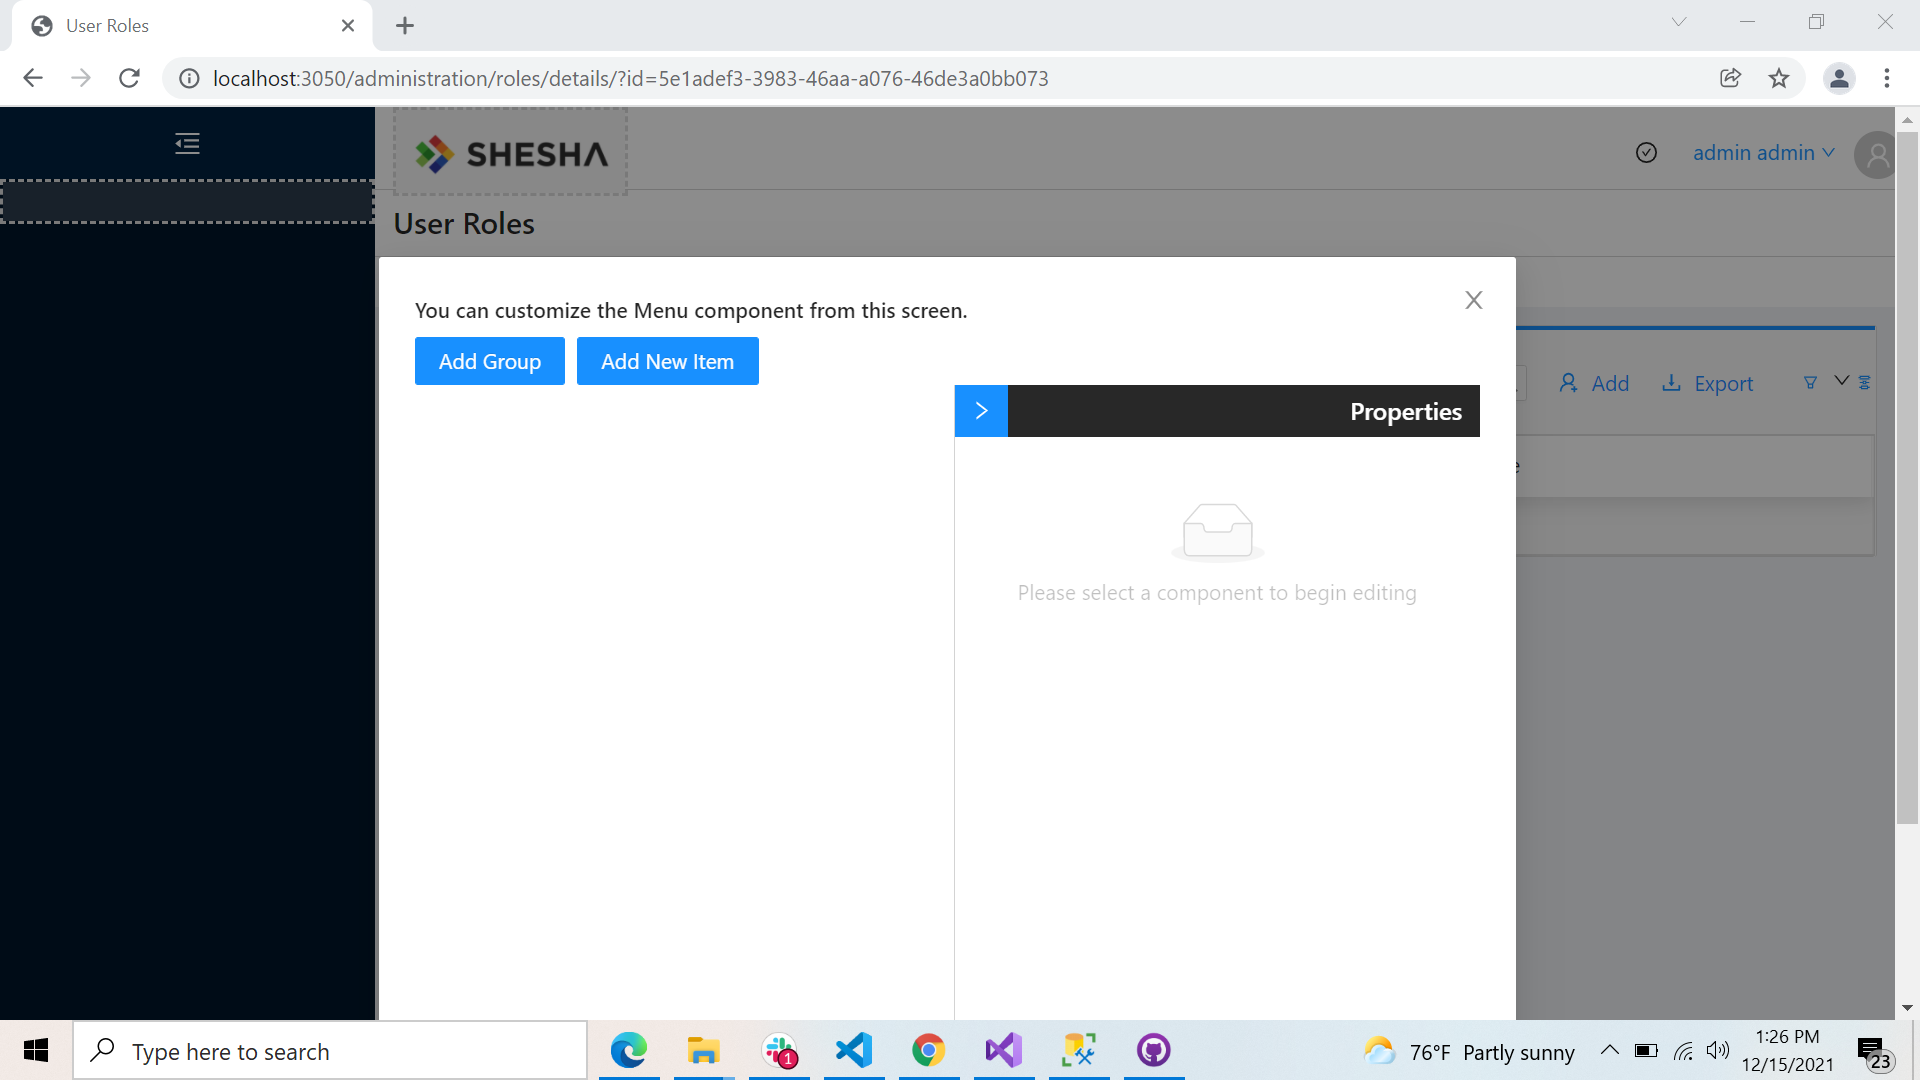 User Roles
localhost:3050/administration/roles/details/?id=5e1adef3-3983-46aa-a076-46de3a0bb073
SHESHA
admin admin
User Roles
You can customize the Menu component from this screen.
Add Group Add New Item
Add Export
Properties
e
Please select a component to begin editing
Type here to search
1
76°F Partly sunny
1:26 PM
12/15/2021
23